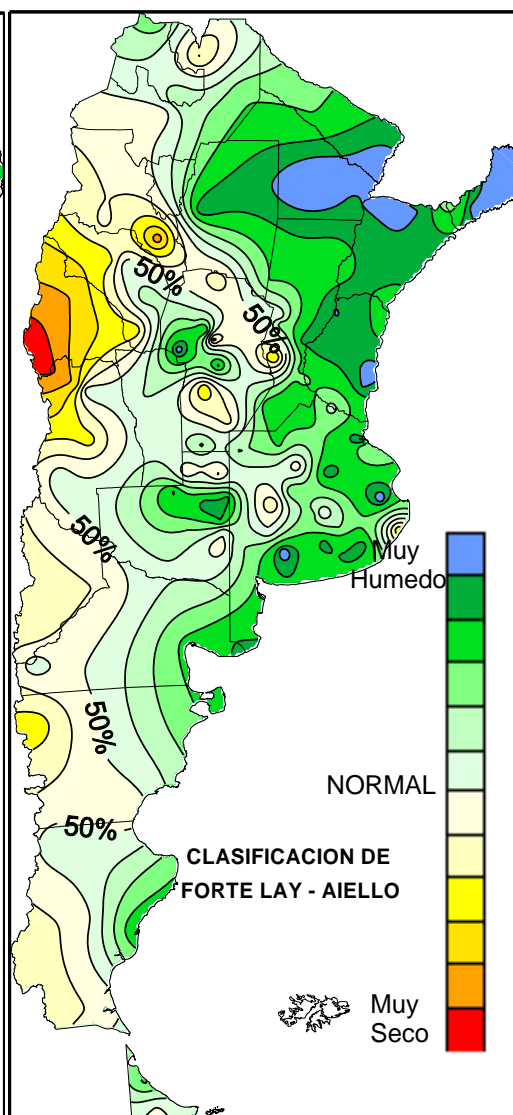 50%
50%
50%
50%
50%
Muy
Humedo
NORMAL
CLASIFICACION DE
FORTE LAY - AIELLO
Muy
Seco